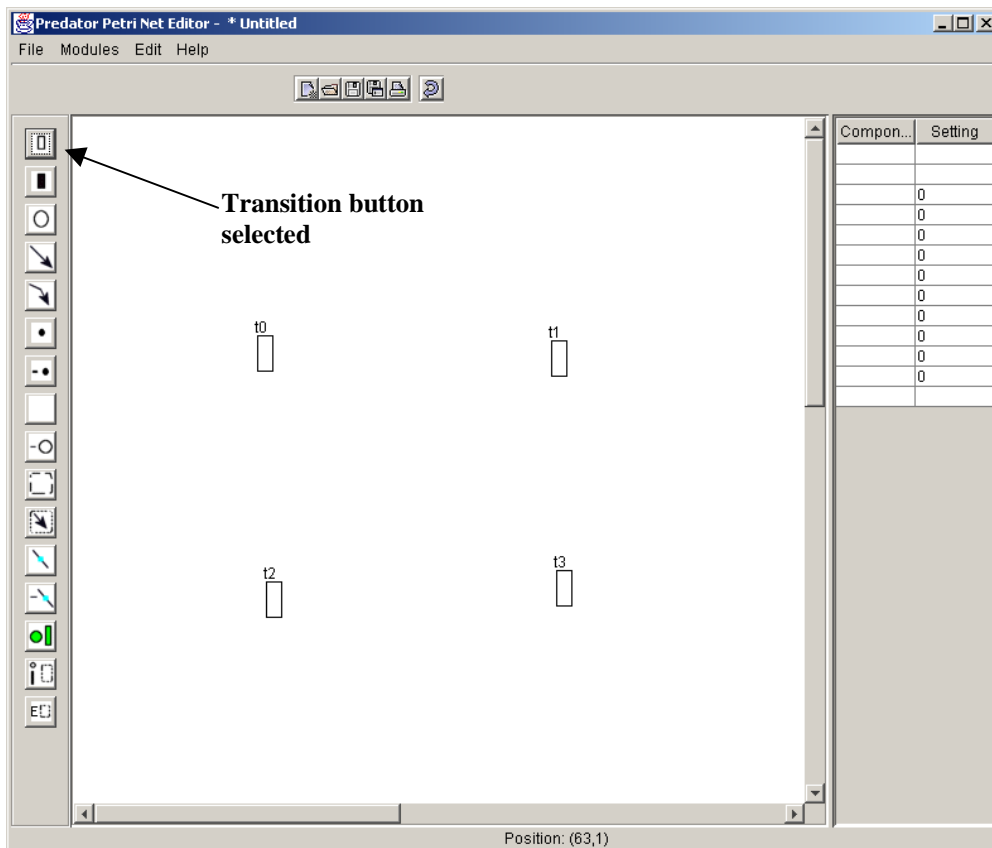 Predator Petri Net Editor - * Untitled
File Modules Edit Help
Compon... Setting
Transition button
selected
0
0
0
0
0
0
0
0
0
0
t0
t1
t2
t3
E
Position: (63,1)